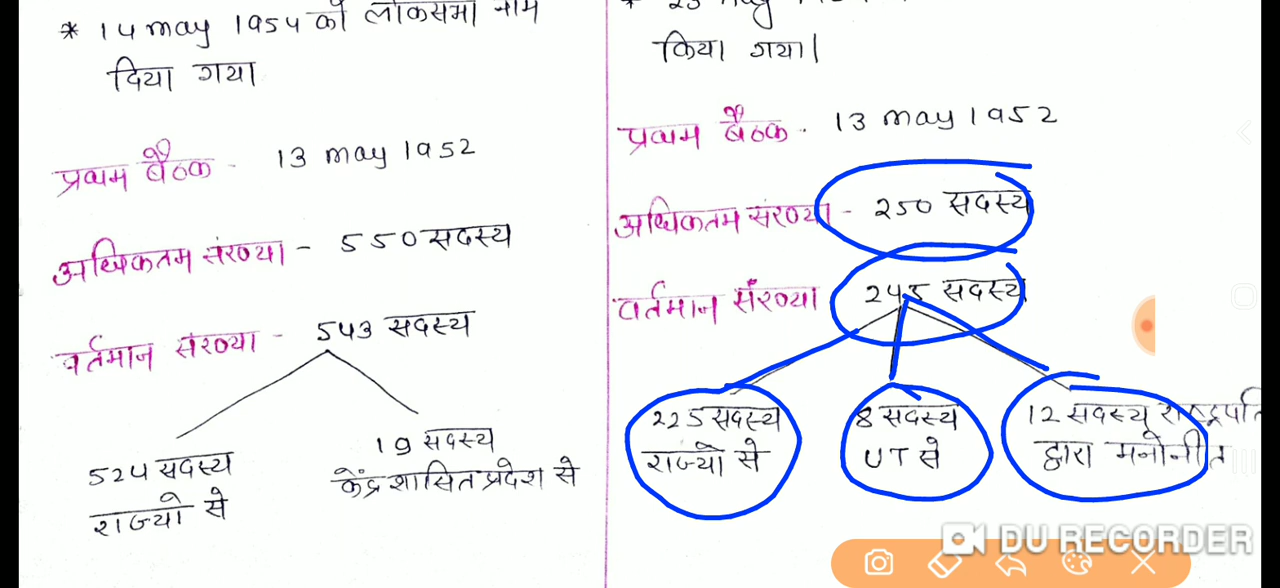 * 14 may 1954 को लोकसभा नाम
दिया गया
प्रथम बैठक - 13 may 1952
अधिकतम संख्या - 550 सदस्य
वर्तमान संख्या - 543 सदस्य
524 सदस्य
राज्यो से
19 सदस्य
केंद्रशासित प्रदेश से
किया गया|
प्रथम बैठक - 13 may 1952
अधिकतम संख्या - 250 सदस्य
वर्तमान संख्या 245 सदस्य
225 सदस्य
राज्यो से
8 सदस्य
UT से
12 सदस्य राष्ट्रपति
द्वारा मनोनीत
DU RECORDER